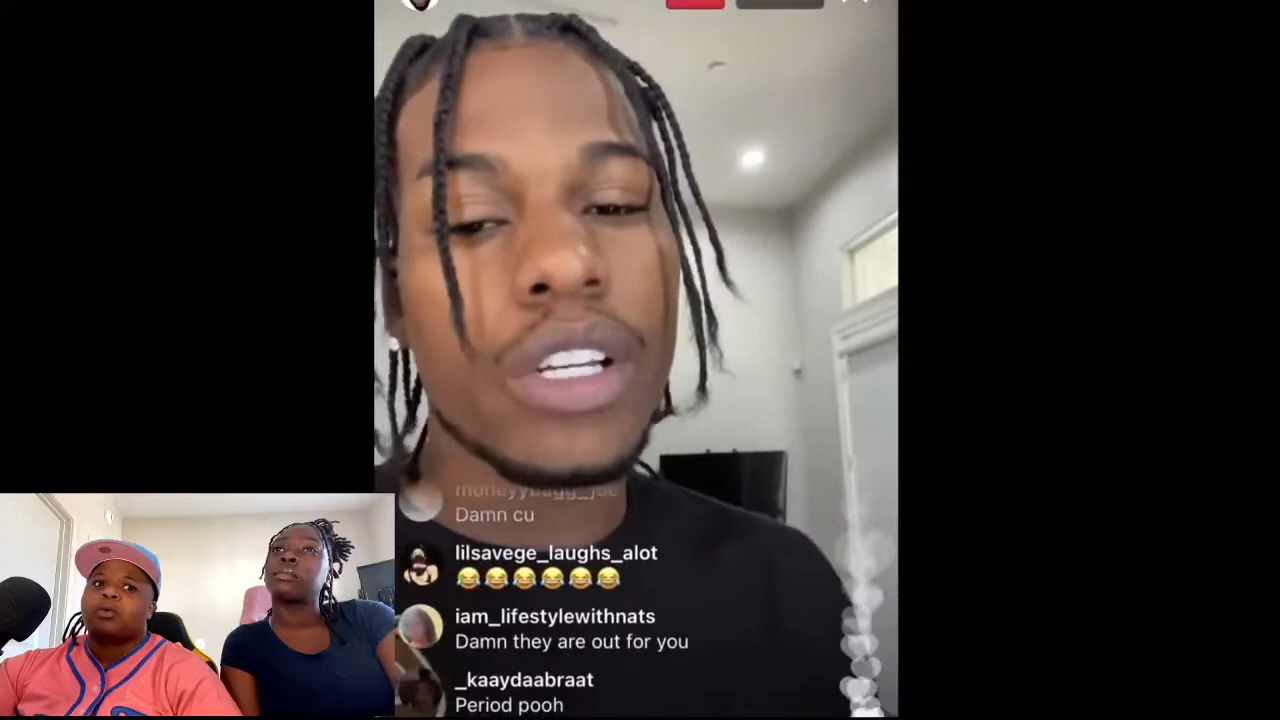 Damn cu
lilsavege_laughs_alot
😂😂😂😂😂😂
iam_lifestylewithnats
Damn they are out for you
_kaaydaabraat
Period pooh